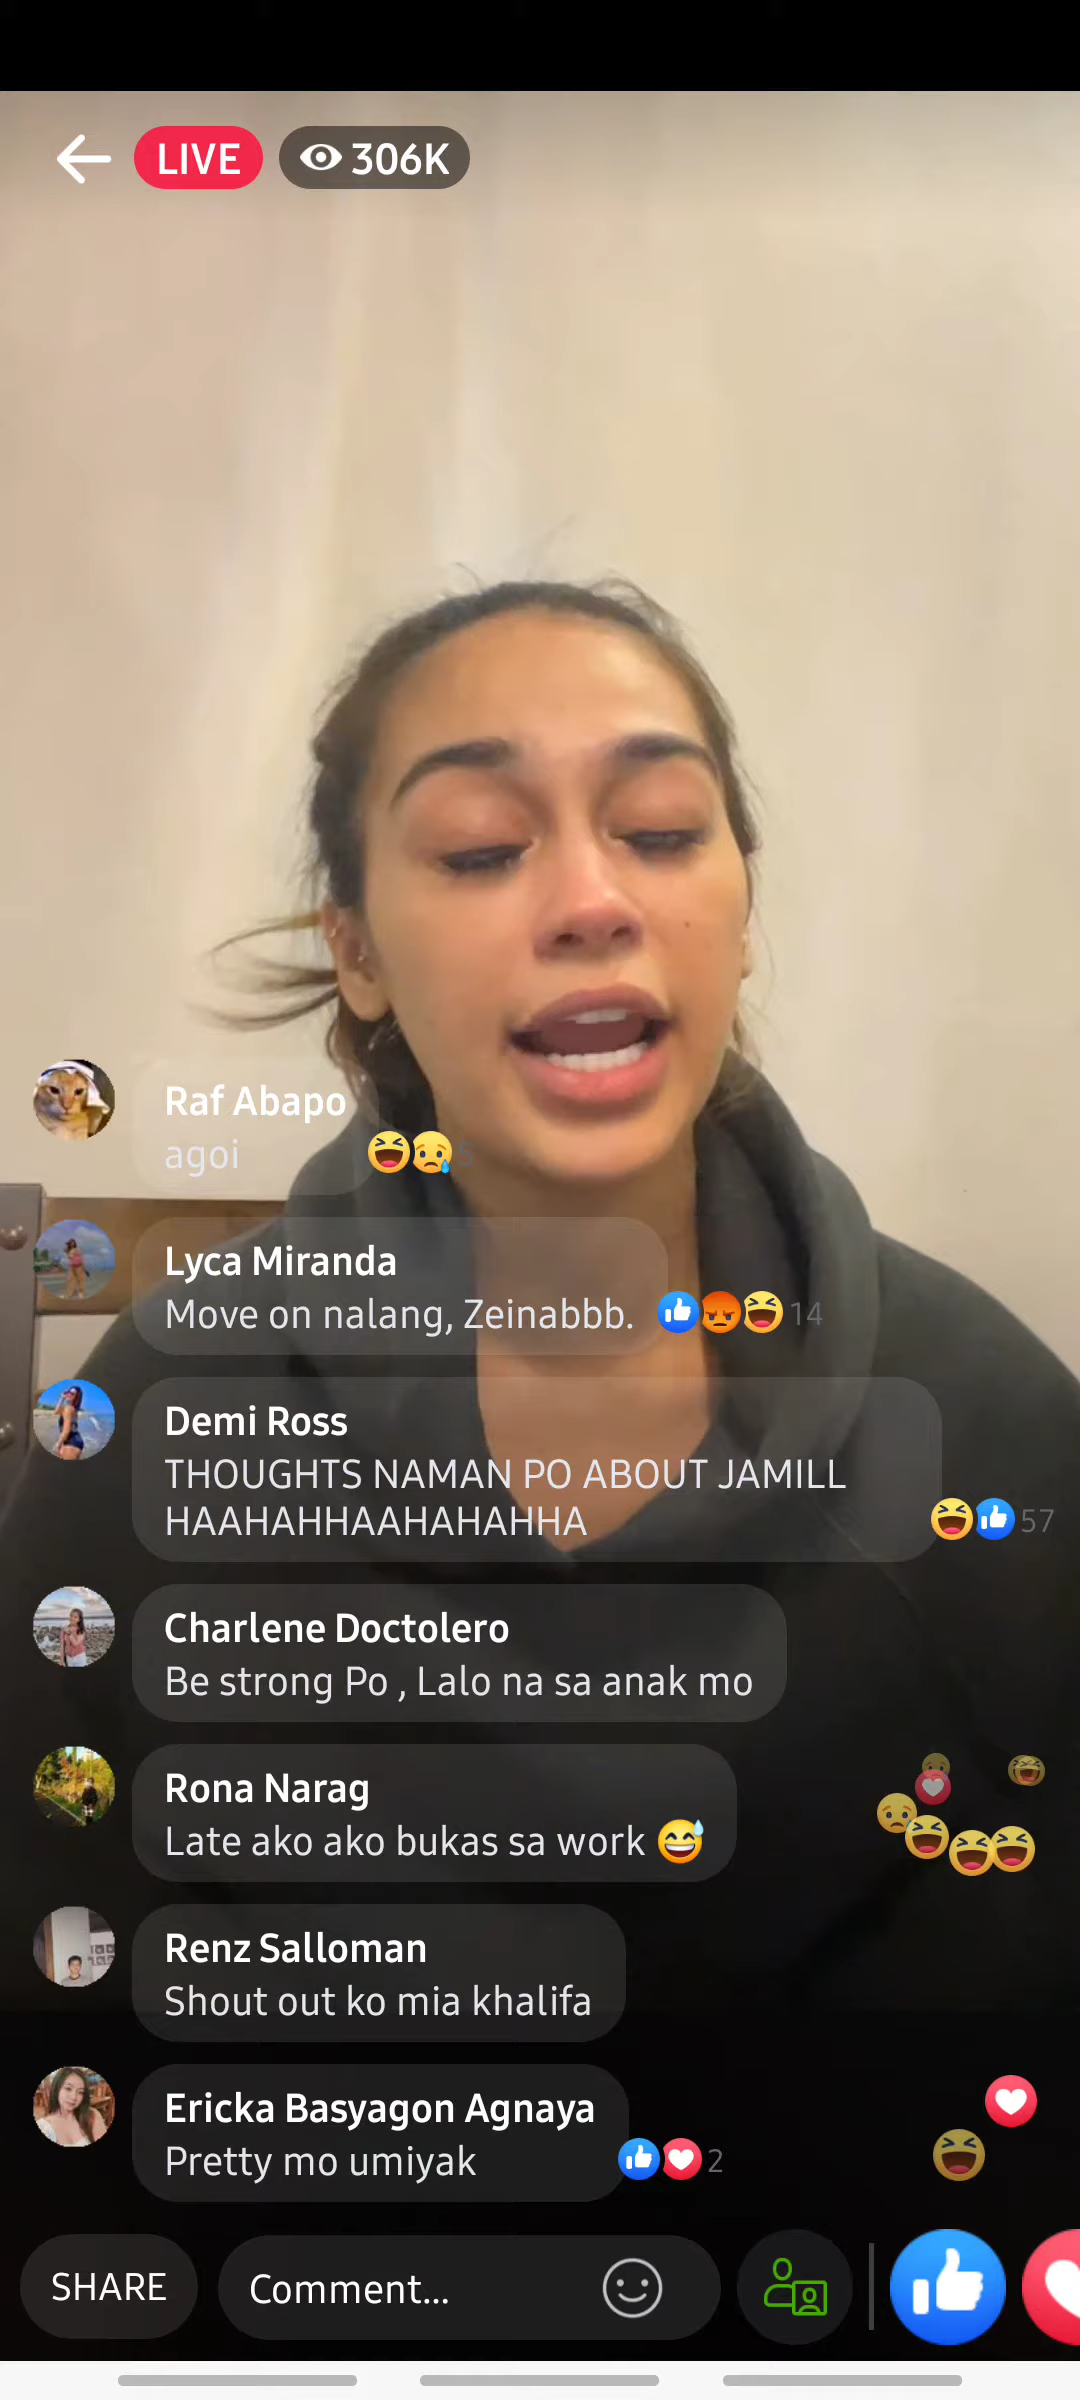 LIVE
306K
Raf Abapo
agoi
Lyca Miranda
Move on nalang, Zeinabbb.
14
Demi Ross
THOUGHTS NAMAN PO ABOUT JAMILL
HAAHAHHAAHAHAHHA
57
Charlene Doctolero
Be strong Po , Lalo na sa anak mo
Rona Narag
Late ako ako bukas sa work 😅
Renz Salloman
Shout out ko mia khalifa
Ericka Basyagon Agnaya
Pretty mo umiyak
2
SHARE
Comment...